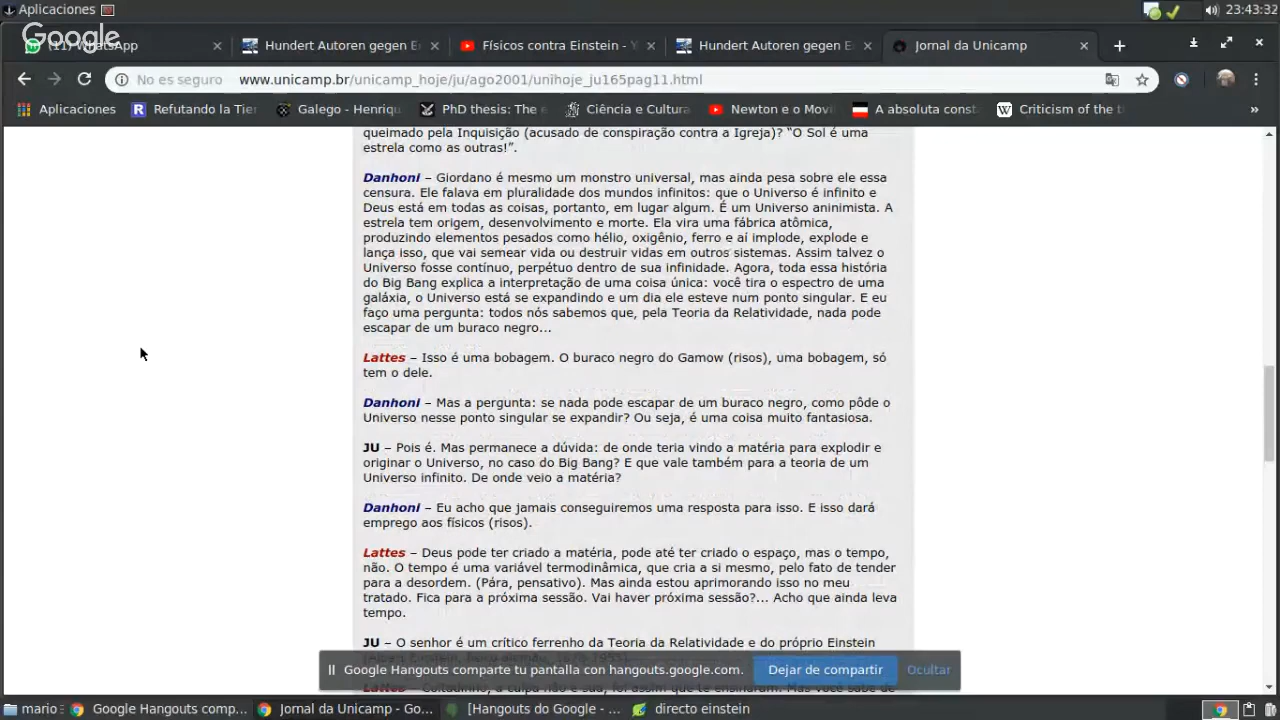 Aplicaciones
23:43:32
Google
(11) WhatsApp
Hundert Autoren gegen E
Físicos contra Einstein - Y
Hundert Autoren gegen E
Jornal da Unicamp
No es seguro
www.unicamp.br/unicamp_hoje/ju/ago2001/unihoje_ju165pag11.html
Aplicaciones
Refutando la Tier
Galego - Henriqu
PhD thesis: The e
Ciência e Cultura
Newton e o Movi
A absoluta const
Criticism of the t
»
queimado pela Inquisição (acusado de conspiração contra a Igreja)? “O Sol é uma
estrela como as outras!”.
Danhoni – Giordano é mesmo um monstro universal, mas ainda pesa sobre ele essa
censura. Ele falava em pluralidade dos mundos infinitos: que o Universo é infinito e
Deus está em todas as coisas, portanto, em lugar algum. É um Universo aninimista. A
estrela tem origem, desenvolvimento e morte. Ela vira uma fábrica atômica,
produzindo elementos pesados como hélio, oxigênio, ferro e aí implode, explode e
lança isso, que vai semear vida ou destruir vidas em outros sistemas. Assim talvez o
Universo fosse contínuo, perpétuo dentro de sua infinidade. Agora, toda essa história
do Big Bang explica a interpretação de uma coisa única: você tira o espectro de uma
galáxia, o Universo está se expandindo e um dia ele esteve num ponto singular. E eu
faço uma pergunta: todos nós sabemos que, pela Teoria da Relatividade, nada pode
escapar de um buraco negro...
Lattes – Isso é uma bobagem. O buraco negro do Gamow (risos), uma bobagem, só
tem o dele.
Danhoni – Mas a pergunta: se nada pode escapar de um buraco negro, como pôde o
Universo nesse ponto singular se expandir? Ou seja, é uma coisa muito fantasiosa.
JU – Pois é. Mas permanece a dúvida: de onde teria vindo a matéria para explodir e
originar o Universo, no caso do Big Bang? E que vale também para a teoria de um
Universo infinito. De onde veio a matéria?
Danhoni – Eu acho que jamais conseguiremos uma resposta para isso. E isso dará
emprego aos físicos (risos).
Lattes – Deus pode ter criado a matéria, pode até ter criado o espaço, mas o tempo,
não. O tempo é uma variável termodinâmica, que cria a si mesmo, pelo fato de tender
para a desordem. (Pára, pensativo). Mas ainda estou aprimorando isso no meu
tratado. Fica para a próxima sessão. Vai haver próxima sessão?... Acho que ainda leva
tempo.
JU – O senhor é um crítico ferrenho da Teoria da Relatividade e do próprio Einstein
Google Hangouts comparte tu pantalla con hangouts.google.com.
Dejar de compartir
Ocultar
Lattes – Coitadinho, a culpa não é sua, foi assim que te ensinaram. Mas você sabe de
mario
Google Hangouts comp...
Jornal da Unicamp - Go...
[Hangouts do Google - ...
directo einstein